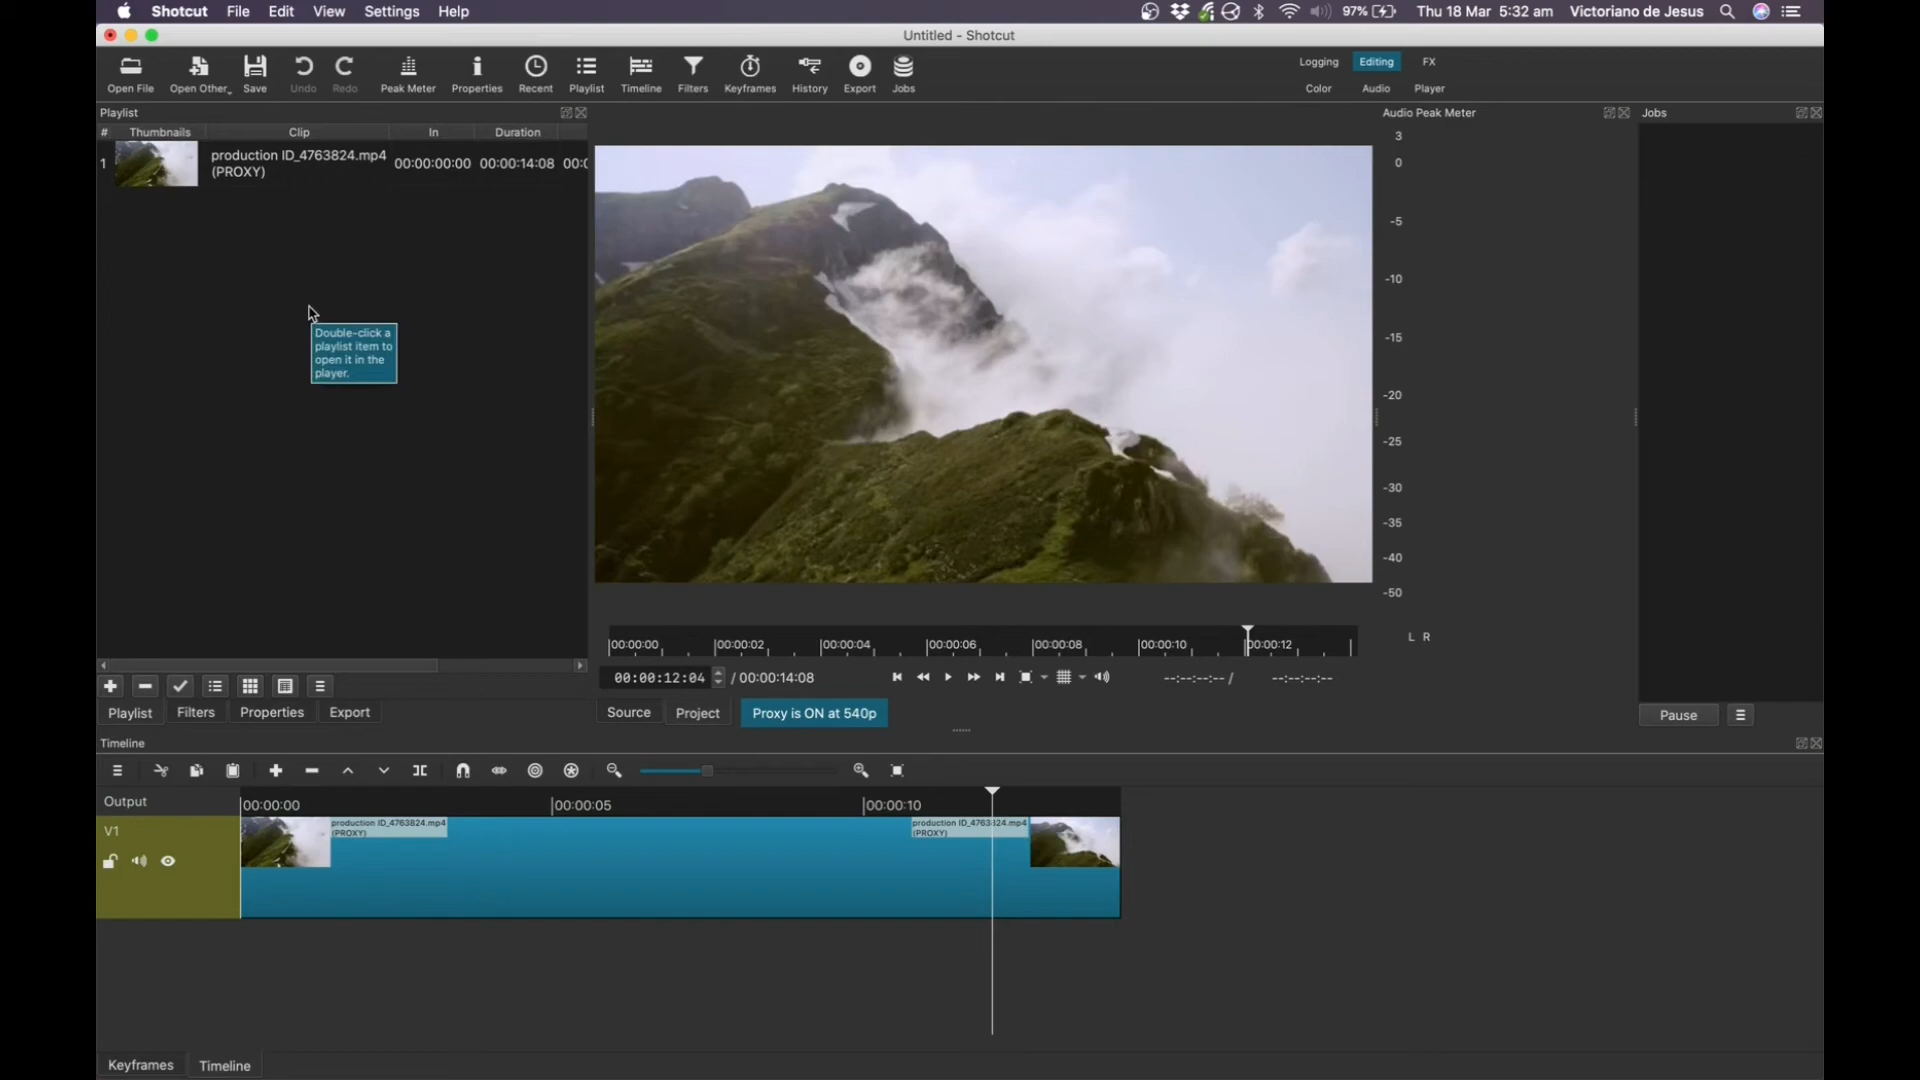 Shotcut File Edit View Settings Help
97% Thu 18 Mar 5:32 am Victoriano de Jesus
Untitled - Shotcut
Open File Open Other Save Undo Redo Peak Meter Properties Recent Playlist Timeline Filters Keyframes History Export Jobs
Logging Editing FX
Color Audio Player
Playlist
# Thumbnails Clip In Duration
1 production ID_4763824.mp4 (PROXY) 00:00:00:00 00:00:14:08 00:0
Double-click a
playlist item to
open it in the
player.
Audio Peak Meter
3
0
-5
-10
-15
-20
-25
-30
-35
-40
-50
L R
Jobs
Pause
00:00:00 00:00:02 00:00:04 00:00:06 00:00:08 00:00:10 00:00:12
00:00:12:04 / 00:00:14:08 --:--:--:-- / --:--:--:--
Playlist Filters Properties Export
Source Project Proxy is ON at 540p
Timeline
Output 00:00:00 00:00:05 00:00:10
V1
production ID_4763824.mp4
(PROXY)
production ID_4763824.mp4
(PROXY)
Keyframes Timeline